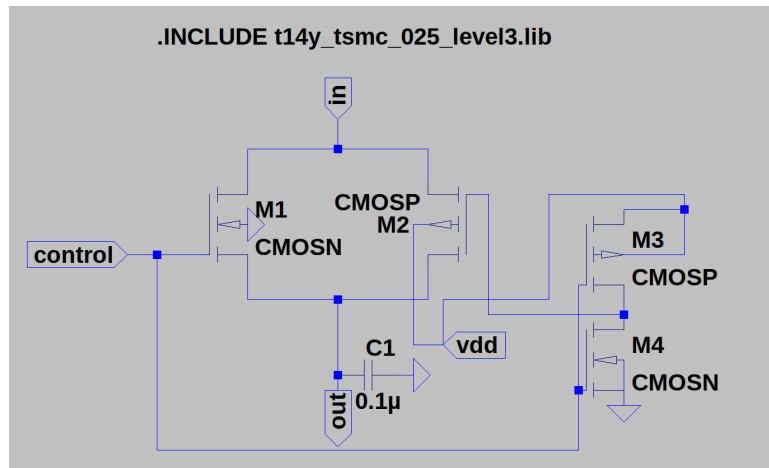 .INCLUDE t14y_tsmc_025_level3.lib
in
CMOSP
M1
M2
CMOSN
control
M3
CMOSP
vdd
C1
M4
0.1µ
CMOSN
out